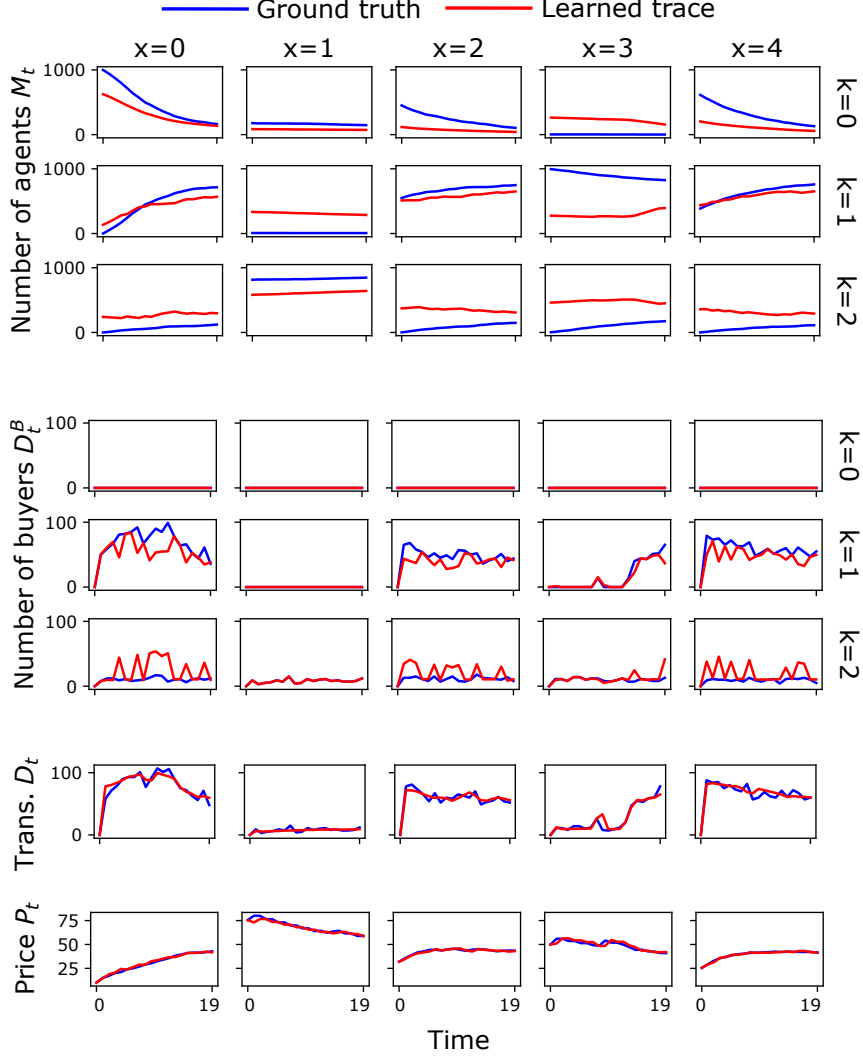 Ground truth Learned trace
x=0 x=1 x=2 x=3 x=4
Number of agents M_t
1000
0
k=0
1000
0
k=1
1000
0
k=2
Number of buyers D_t^B
100
0
k=0
100
0
k=1
100
0
k=2
Trans. D_t
100
0
Price P_t
75
50
25
0 19 0 19 0 19 0 19 0 19
Time